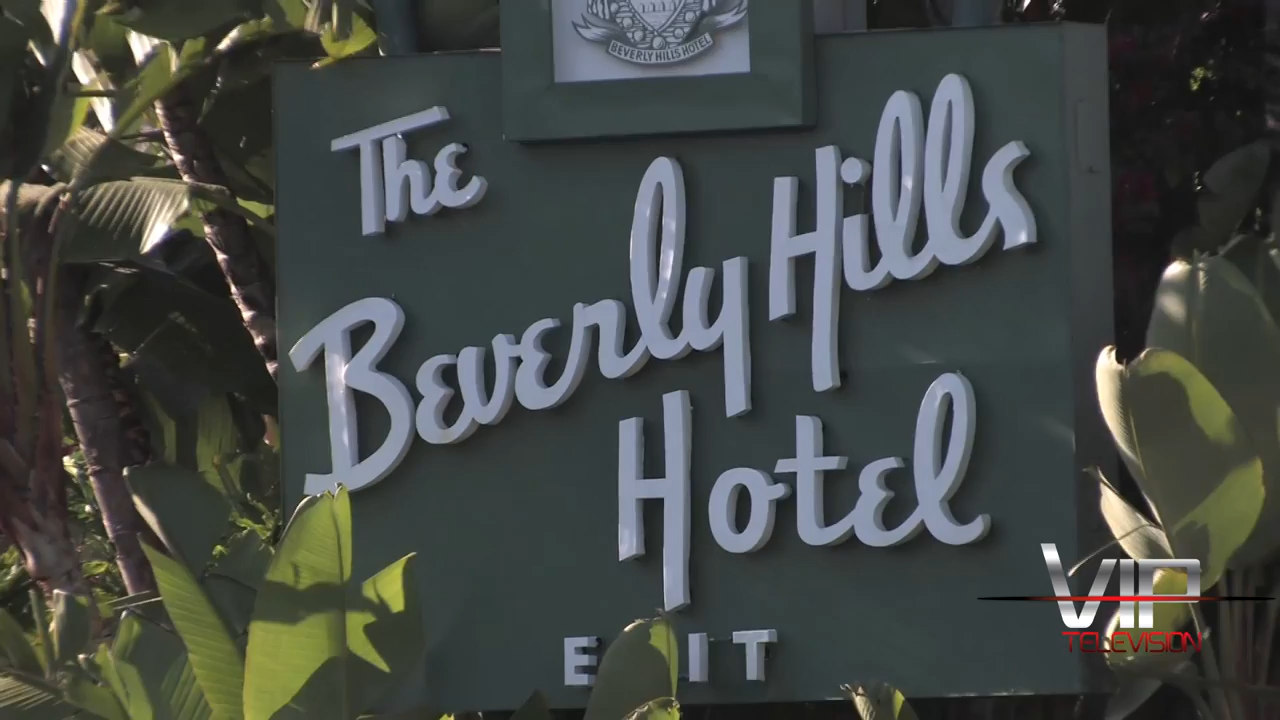 BEVERLY HILLS HOTEL
The
Beverly Hills
Hotel
E IT
VIP
TELEVISION